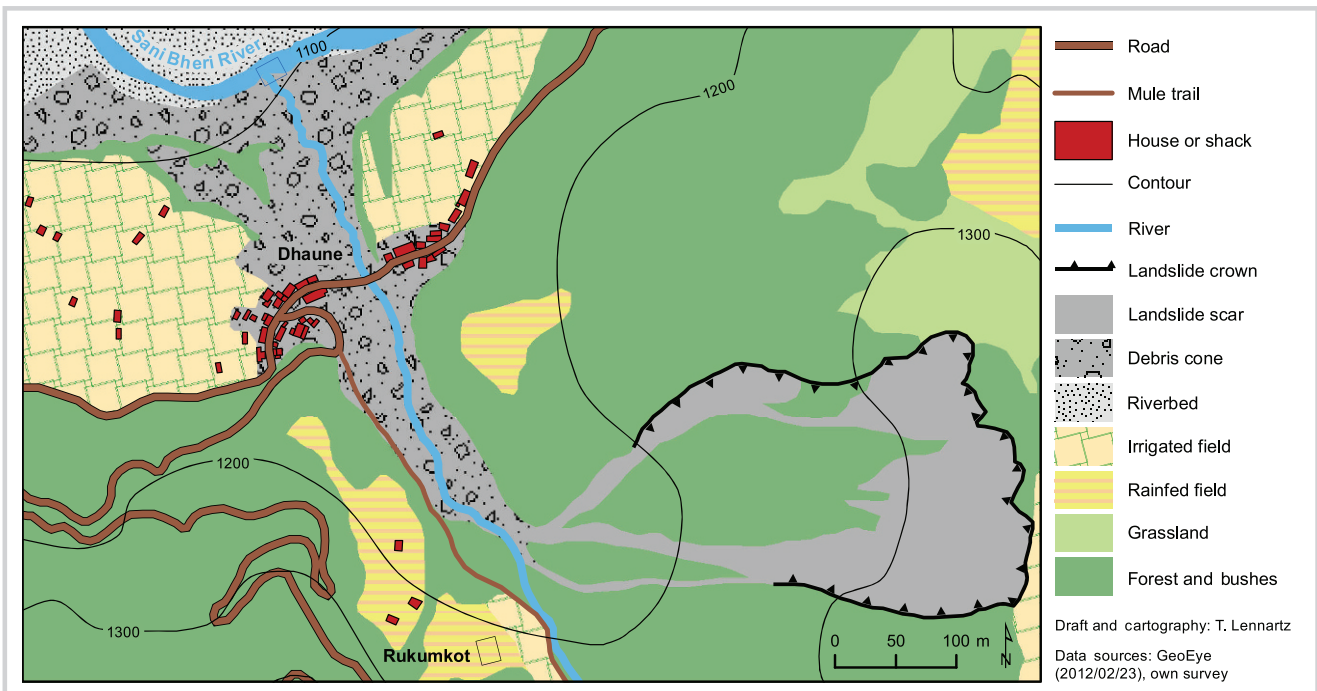 Sani Bheri River
1100
1200
Dhaune
1300
1200
1300
Rukumkot
0 50 100 m
N
Road
Mule trail
House or shack
Contour
River
Landslide crown
Landslide scar
Debris cone
Riverbed
Irrigated field
Rainfed field
Grassland
Forest and bushes
Draft and cartography: T. Lennartz
Data sources: GeoEye
(2012/02/23), own survey